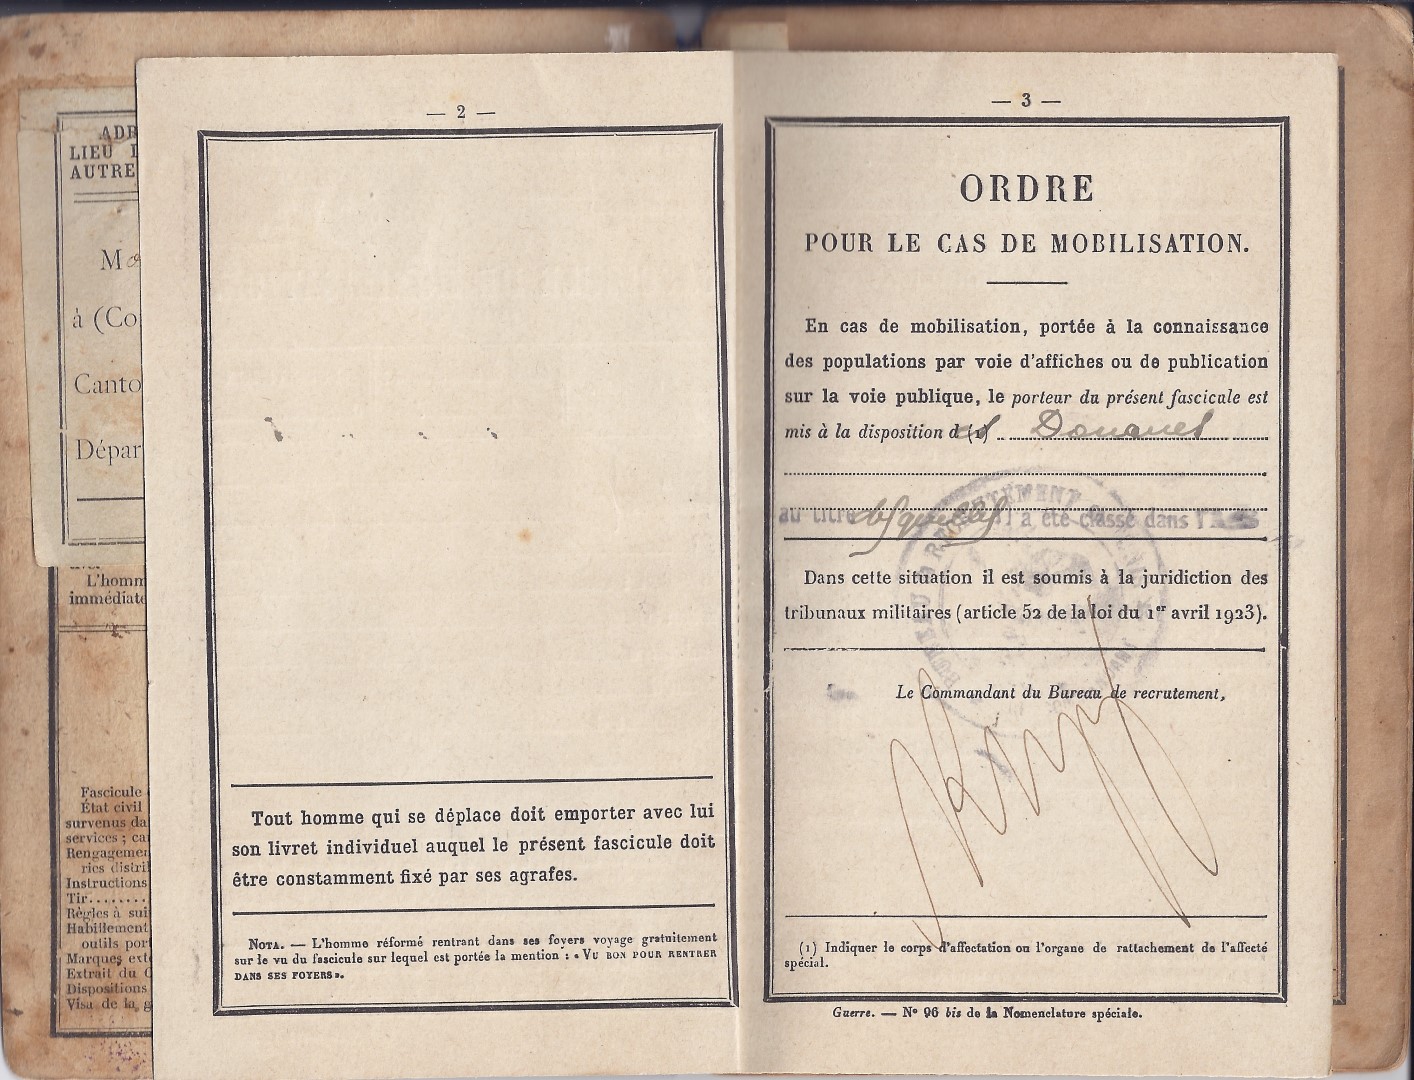 — 2 —
ADR
LIEU D
AUTRE
Mo
à (Co
Canto
Dépar
L'homm
immédiate
Fascicule
État civil
survenus da
services ; ca
Rengagemen
ries distri
Instructions
Tir........
Règles à sui
Habillement
outils por
Marques exté
Extrait du C
Dispositions
Visa de la g
Tout homme qui se déplace doit emporter avec lui
son livret individuel auquel le présent fascicule doit
être constamment fixé par ses agrafes.
NOTA. — L'homme réformé rentrant dans ses foyers voyage gratuitement
sur le vu du fascicule sur lequel est portée la mention : « VU BON POUR RENTRER
DANS SES FOYERS ».
— 3 —
ORDRE
POUR LE CAS DE MOBILISATION.
En cas de mobilisation, portée à la connaissance
des populations par voie d'affiches ou de publication
sur la voie publique, le porteur du présent fascicule est
mis à la disposition des (1) Douanes
au titre desquelles il a été classé dans l'
Dans cette situation il est soumis à la juridiction des
tribunaux militaires (article 52 de la loi du 1er avril 1923).
Le Commandant du Bureau de recrutement,
(1) Indiquer le corps d'affectation ou l'organe de rattachement de l'affecté
spécial.
Guerre. — N° 96 bis de la Nomenclature spéciale.